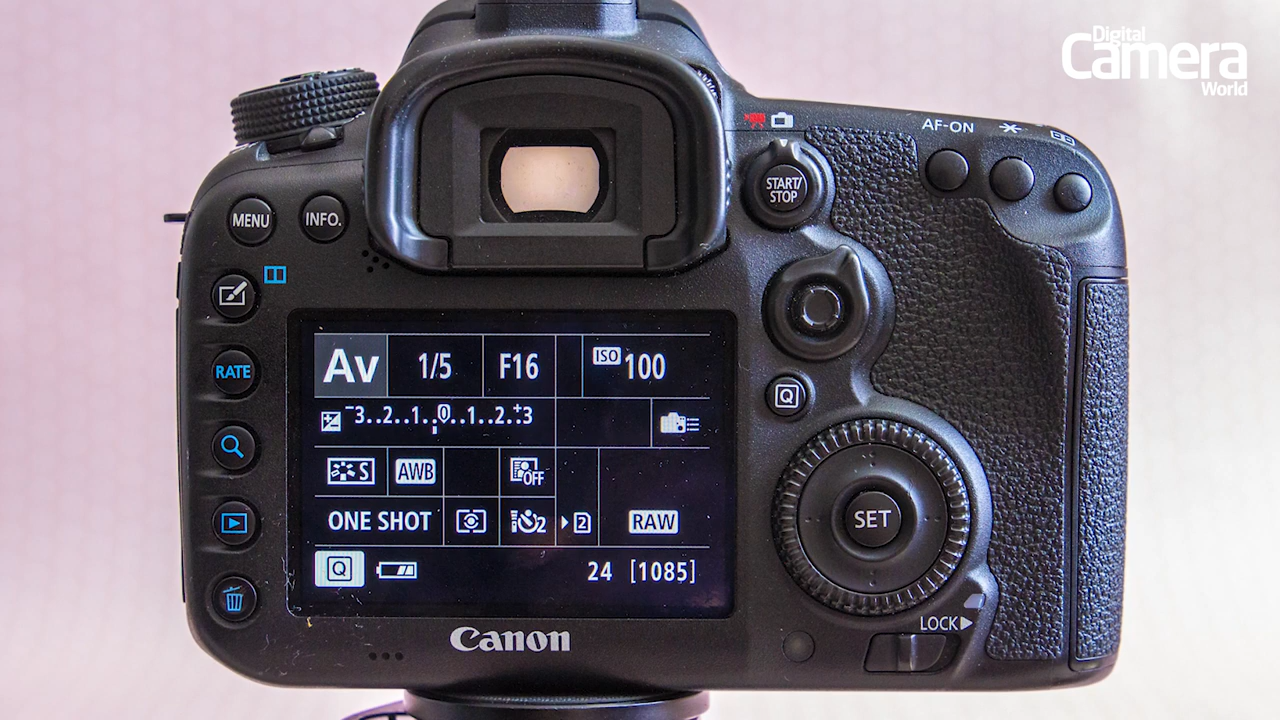 Digital
Camera
World
AF-ON
START/
STOP
MENU
INFO.
RATE
Av 1/5 F16 ISO 100
-3..2..1..0..1..2..+3
S AWB OFF
ONE SHOT 2 2 RAW
Q 24 [1085]
Q
SET
LOCK
Canon